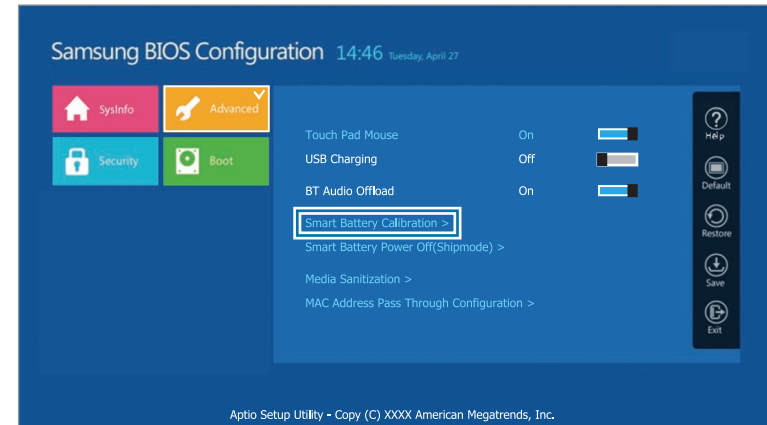 Samsung BIOS Configuration 14:46 Tuesday, April 27
SysInfo
Advanced
Security
Boot
Touch Pad Mouse On
USB Charging Off
BT Audio Offload On
Smart Battery Calibration >
Smart Battery Power Off(Shipmode) >
Media Sanitization >
MAC Address Pass Through Configuration >
Help
Default
Restore
Save
Exit
Aptio Setup Utility - Copy (C) XXXX American Megatrends, Inc.